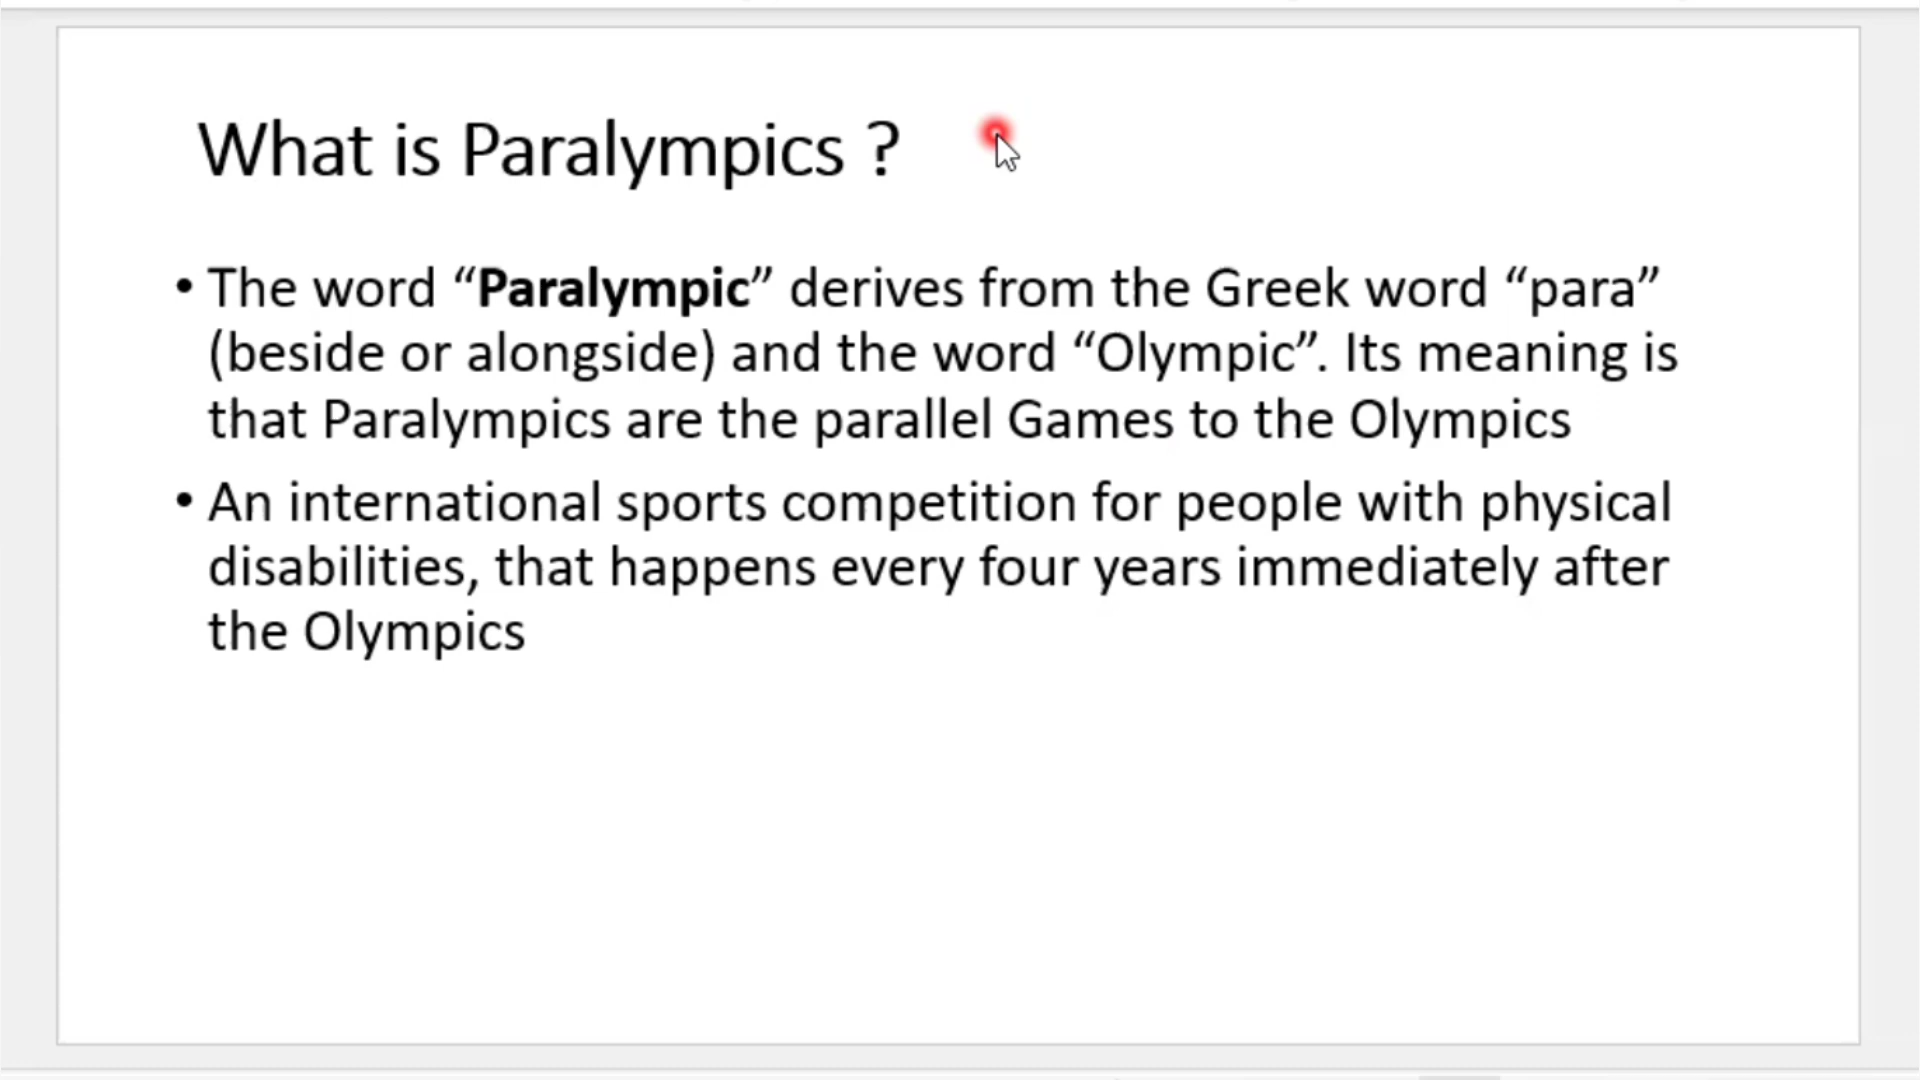 What is Paralympics ?
• The word “Paralympic” derives from the Greek word “para”
(beside or alongside) and the word “Olympic”. Its meaning is
that Paralympics are the parallel Games to the Olympics
• An international sports competition for people with physical
disabilities, that happens every four years immediately after
the Olympics